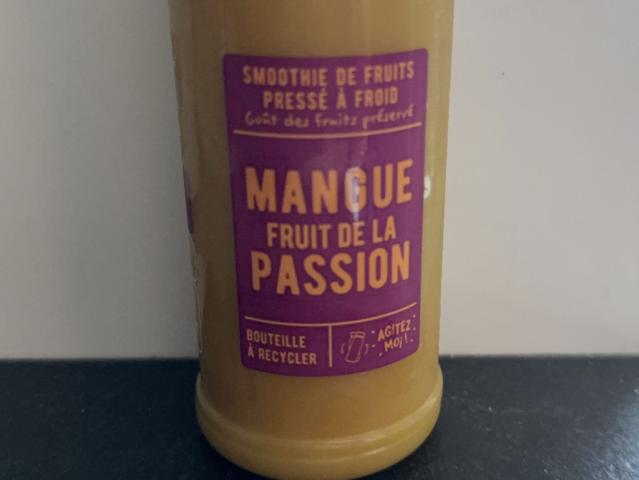 SMOOTHIE DE FRUITS
PRESSÉ À FROID
Goût des fruits préservé
MANGUE
FRUIT DE LA
PASSION
BOUTEILLE
À RECYCLER
AGITEZ
MOI!